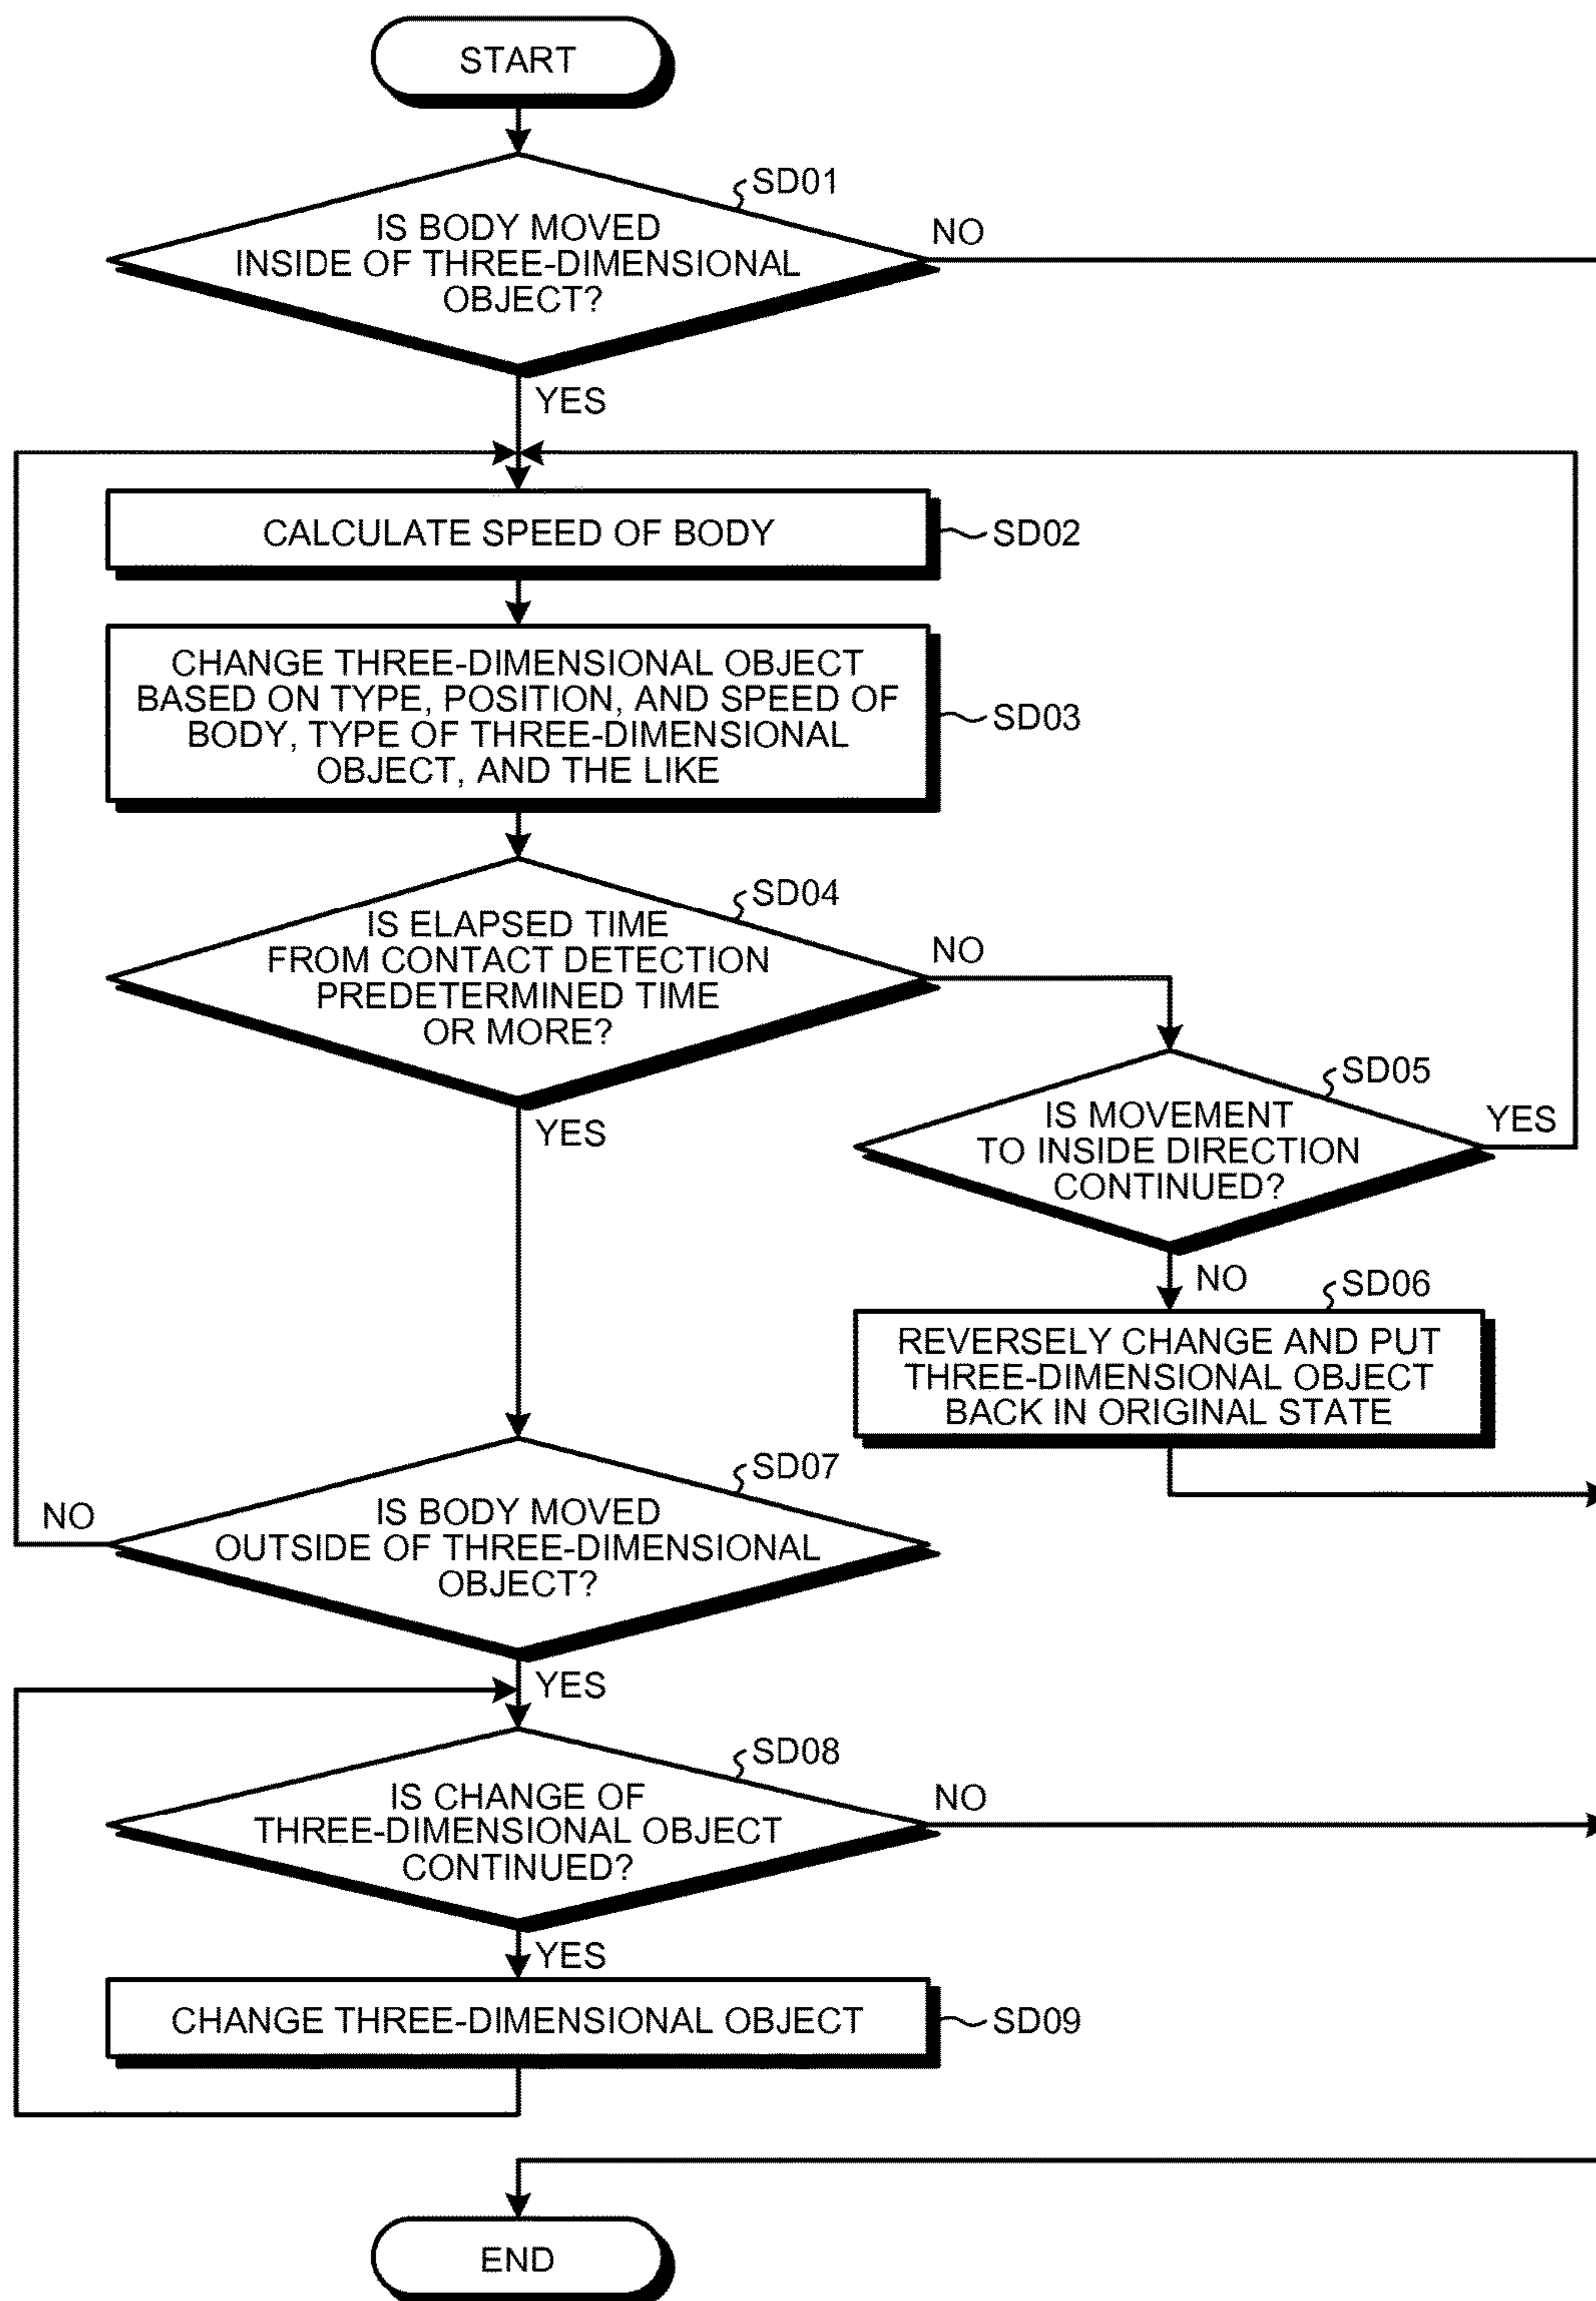 START
SD01
IS BODY MOVED
INSIDE OF THREE-DIMENSIONAL
OBJECT?
NO
YES
CALCULATE SPEED OF BODY
SD02
CHANGE THREE-DIMENSIONAL OBJECT
BASED ON TYPE, POSITION, AND SPEED OF
BODY, TYPE OF THREE-DIMENSIONAL
OBJECT, AND THE LIKE
SD03
SD04
IS ELAPSED TIME
FROM CONTACT DETECTION
PREDETERMINED TIME
OR MORE?
NO
YES
SD05
IS MOVEMENT
TO INSIDE DIRECTION
CONTINUED?
YES
NO
SD06
REVERSELY CHANGE AND PUT
THREE-DIMENSIONAL OBJECT
BACK IN ORIGINAL STATE
SD07
IS BODY MOVED
OUTSIDE OF THREE-DIMENSIONAL
OBJECT?
NO
YES
SD08
IS CHANGE OF
THREE-DIMENSIONAL OBJECT
CONTINUED?
NO
YES
CHANGE THREE-DIMENSIONAL OBJECT
SD09
END